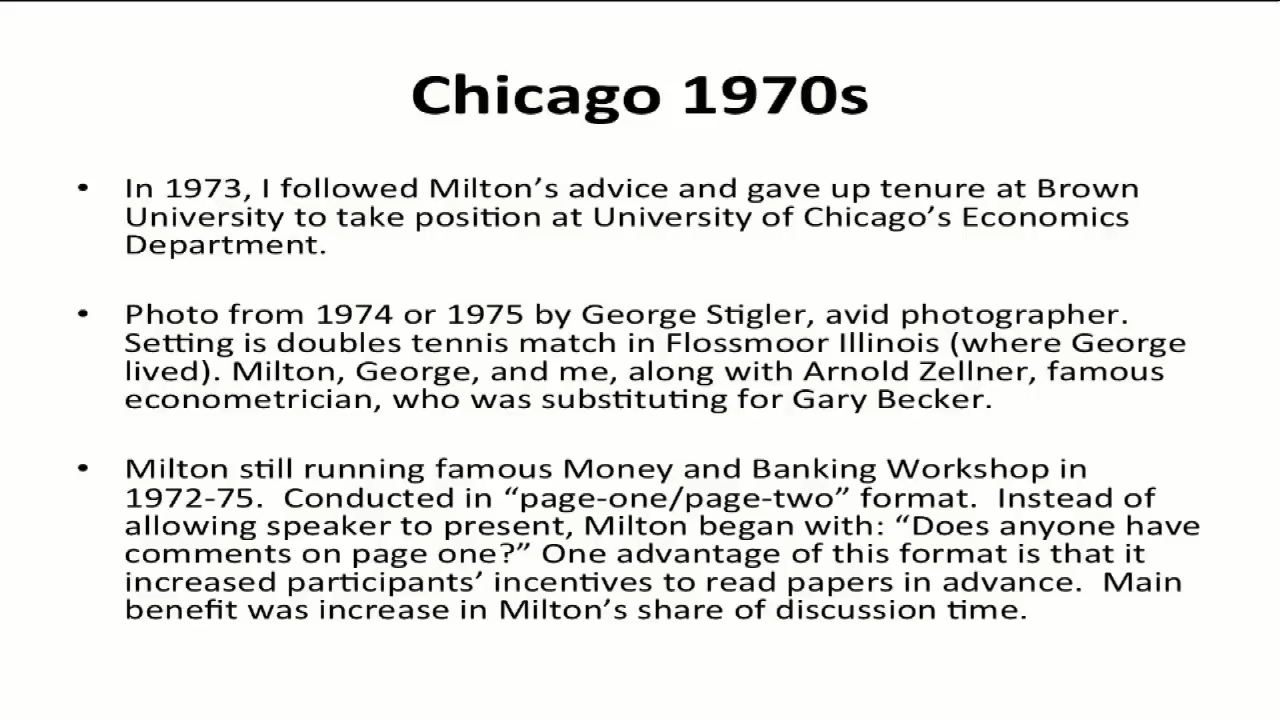 Chicago 1970s
• In 1973, I followed Milton’s advice and gave up tenure at Brown
University to take position at University of Chicago’s Economics
Department.
• Photo from 1974 or 1975 by George Stigler, avid photographer.
Setting is doubles tennis match in Flossmoor Illinois (where George
lived). Milton, George, and me, along with Arnold Zellner, famous
econometrician, who was substituting for Gary Becker.
• Milton still running famous Money and Banking Workshop in
1972-75.  Conducted in “page-one/page-two” format.  Instead of
allowing speaker to present, Milton began with: “Does anyone have
comments on page one?” One advantage of this format is that it
increased participants’ incentives to read papers in advance.  Main
benefit was increase in Milton’s share of discussion time.